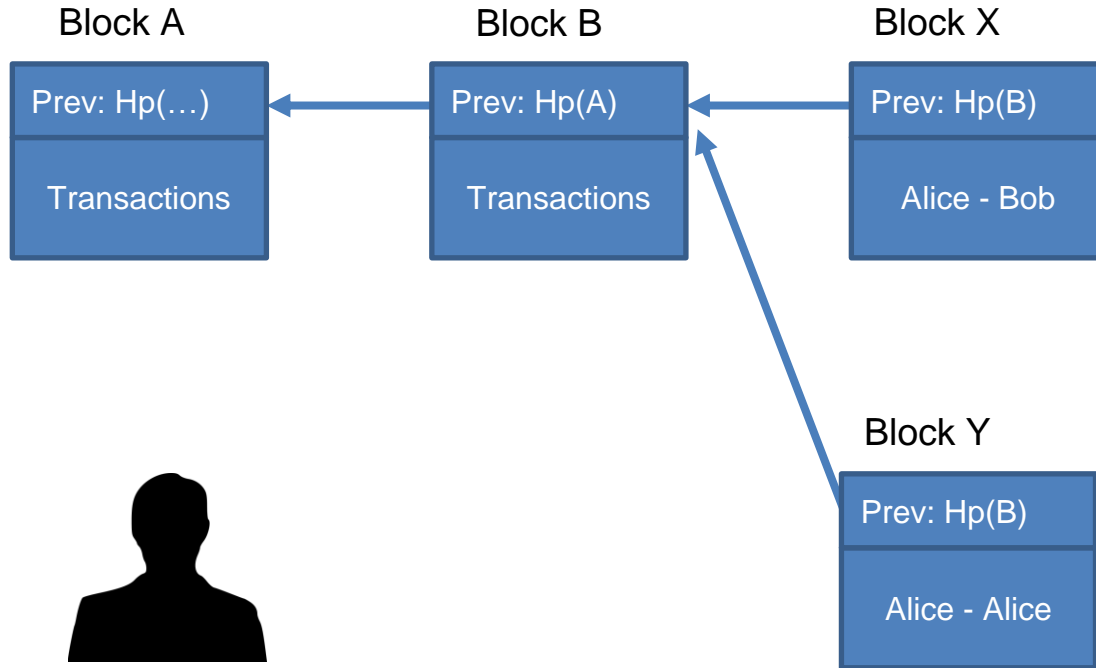 Block A
Block B
Block X
Prev: Hp(…)
Prev: Hp(A)
Prev: Hp(B)
Transactions
Transactions
Alice - Bob
Block Y
Prev: Hp(B)
Alice - Alice